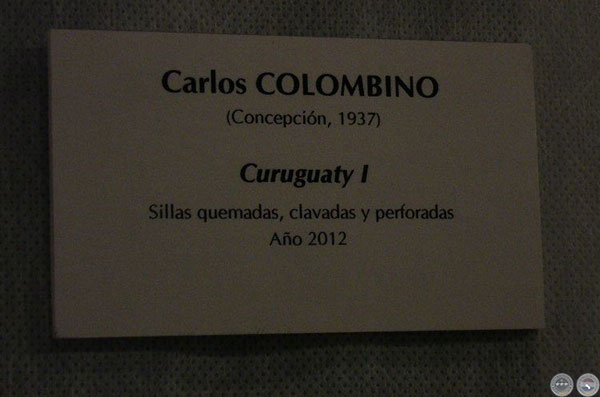 Carlos COLOMBINO
(Concepción, 1937)
Curuguaty I
Sillas quemadas, clavadas y perforadas
Año 2012